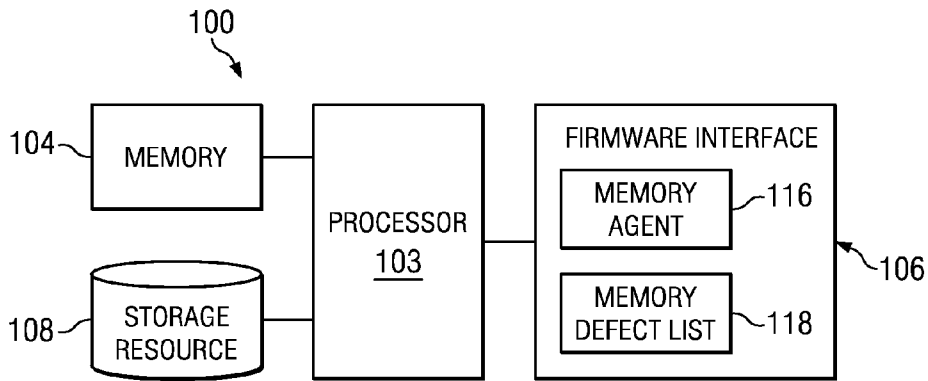 100
104
MEMORY
PROCESSOR
103
108
STORAGE
RESOURCE
FIRMWARE INTERFACE
MEMORY
AGENT
116
MEMORY
DEFECT LIST
118
106